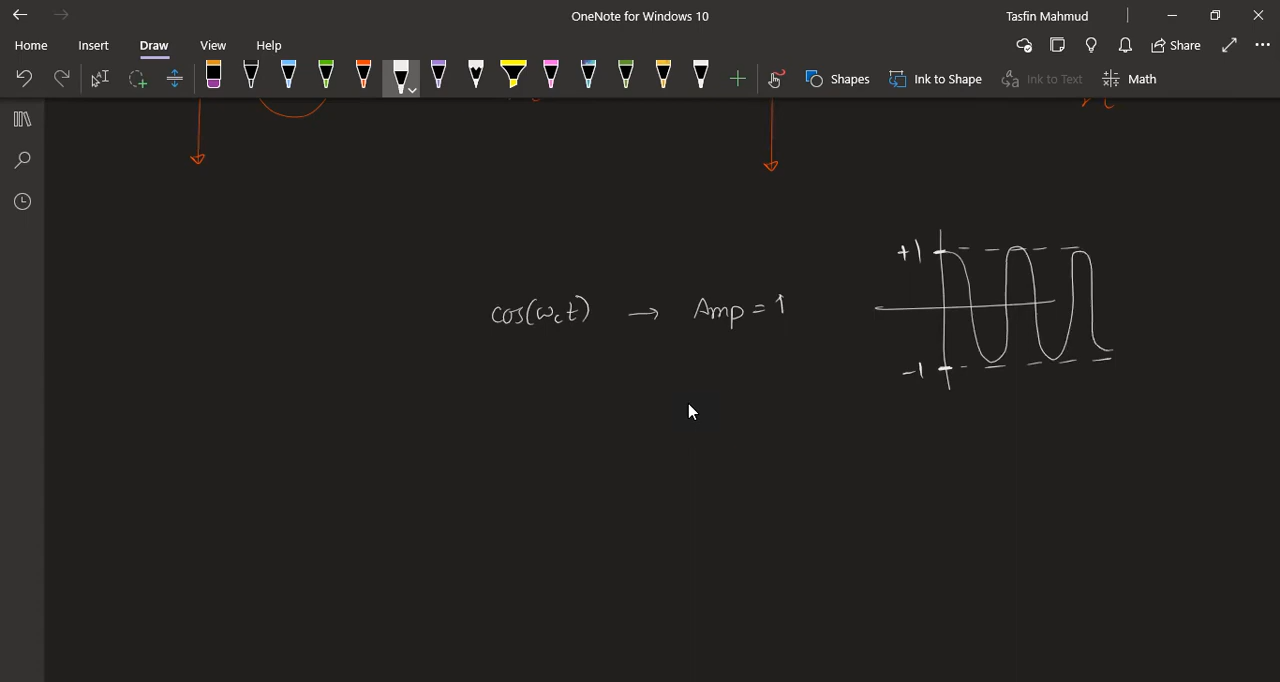 OneNote for Windows 10
Tasfin Mahmud
Home Insert Draw View Help
Share
Shapes Ink to Shape Ink to Text Math
+1
cos(ω_c t) → Amp = 1
-1